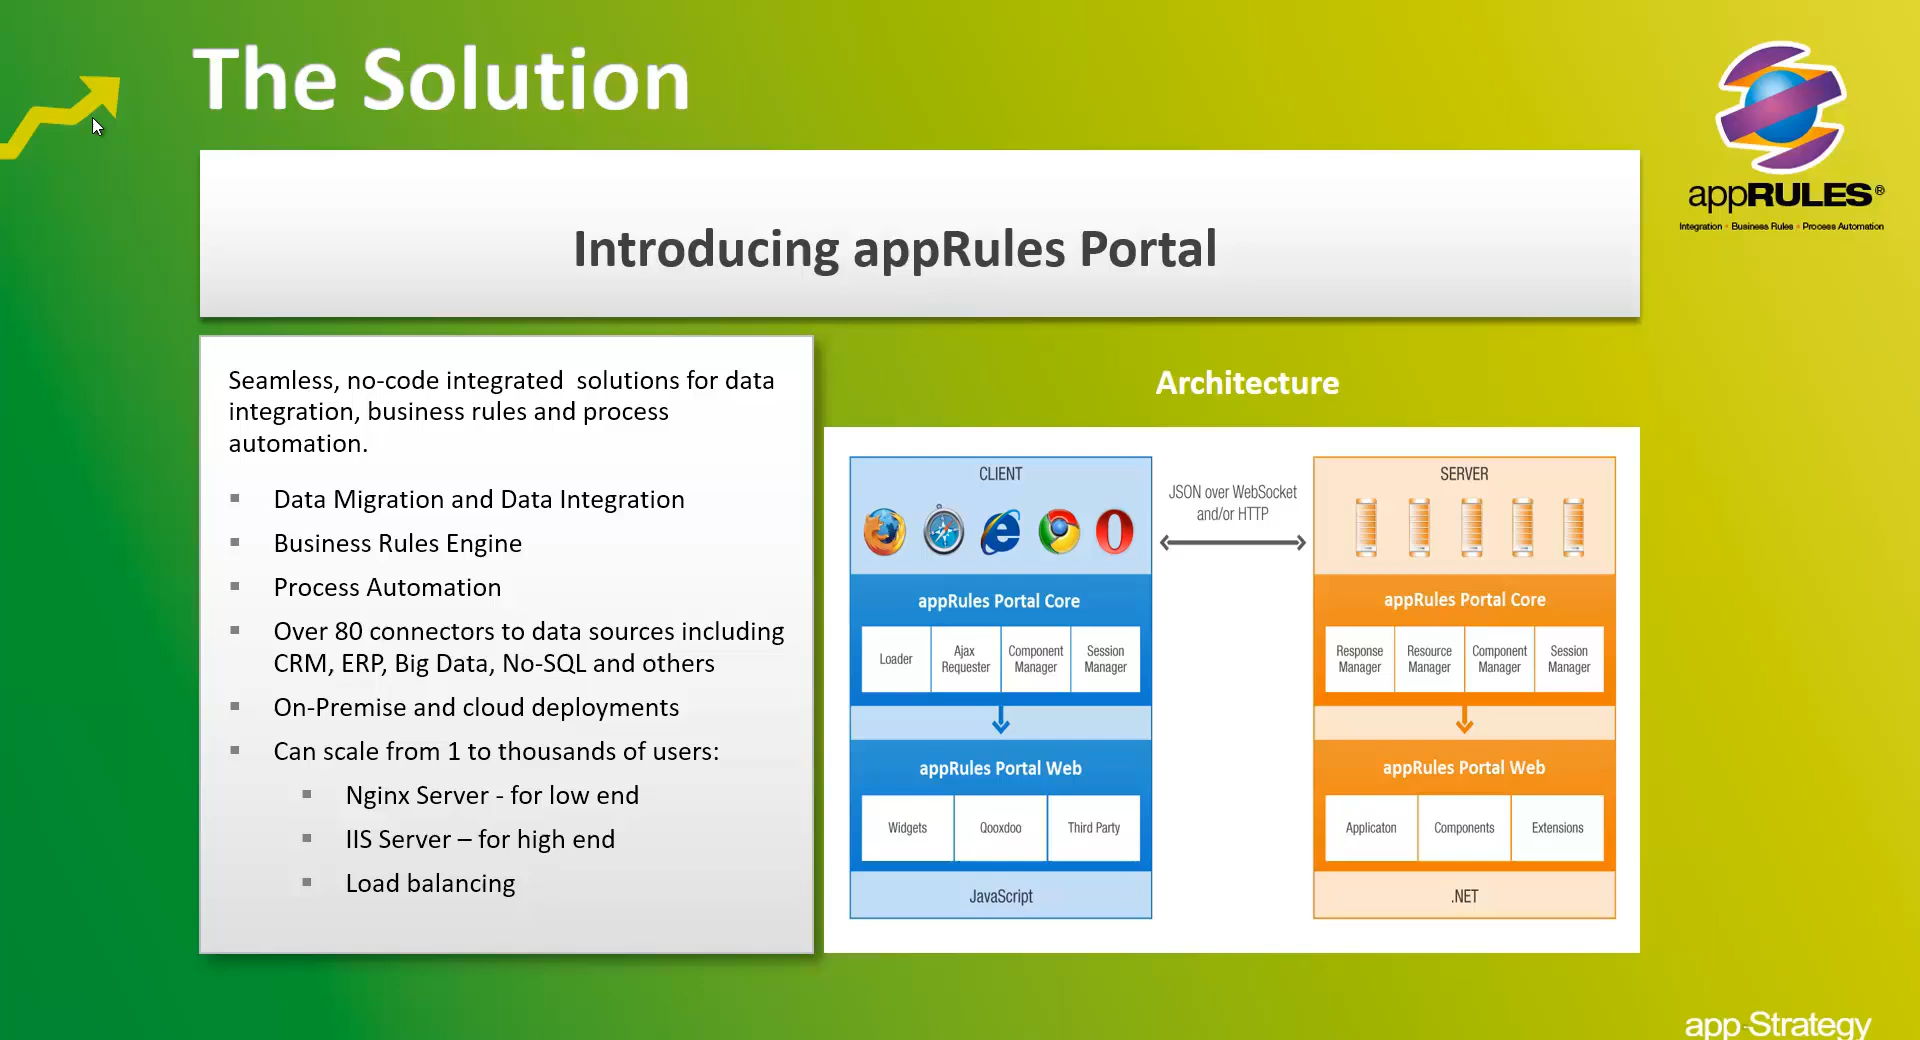 The Solution
appRULES®
Integration • Business Rules • Process Automation
Introducing appRules Portal
Seamless, no-code integrated solutions for data
integration, business rules and process
automation.
Data Migration and Data Integration
Business Rules Engine
Process Automation
Over 80 connectors to data sources including
CRM, ERP, Big Data, No-SQL and others
On-Premise and cloud deployments
Can scale from 1 to thousands of users:
Nginx Server - for low end
IIS Server – for high end
Load balancing
Architecture
CLIENT
appRules Portal Core
Loader
Ajax
Requester
Component
Manager
Session
Manager
appRules Portal Web
Widgets
Qooxdoo
Third Party
JavaScript
JSON over WebSocket
and/or HTTP
SERVER
appRules Portal Core
Response
Manager
Resource
Manager
Component
Manager
Session
Manager
appRules Portal Web
Applicaton
Components
Extensions
.NET
app-Strategy